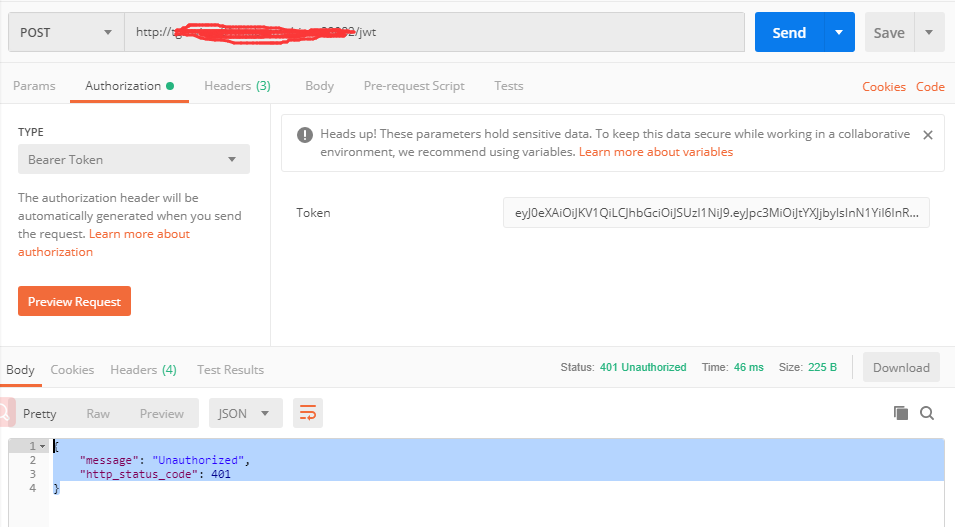 POST
http://
/jwt
Send
Save
Params
Authorization
Headers (3)
Body
Pre-request Script
Tests
Cookies
Code
TYPE
Bearer Token
The authorization header will be
automatically generated when you send
the request. Learn more about
authorization
Preview Request
Heads up! These parameters hold sensitive data. To keep this data secure while working in a collaborative
environment, we recommend using variables. Learn more about variables
Token
Body
Cookies
Headers (4)
Test Results
Status: 401 Unauthorized
Time: 46 ms
Size: 225 B
Download
Pretty
Raw
Preview
JSON
1 {
2 "message": "Unauthorized",
3 "http_status_code": 401
4 }